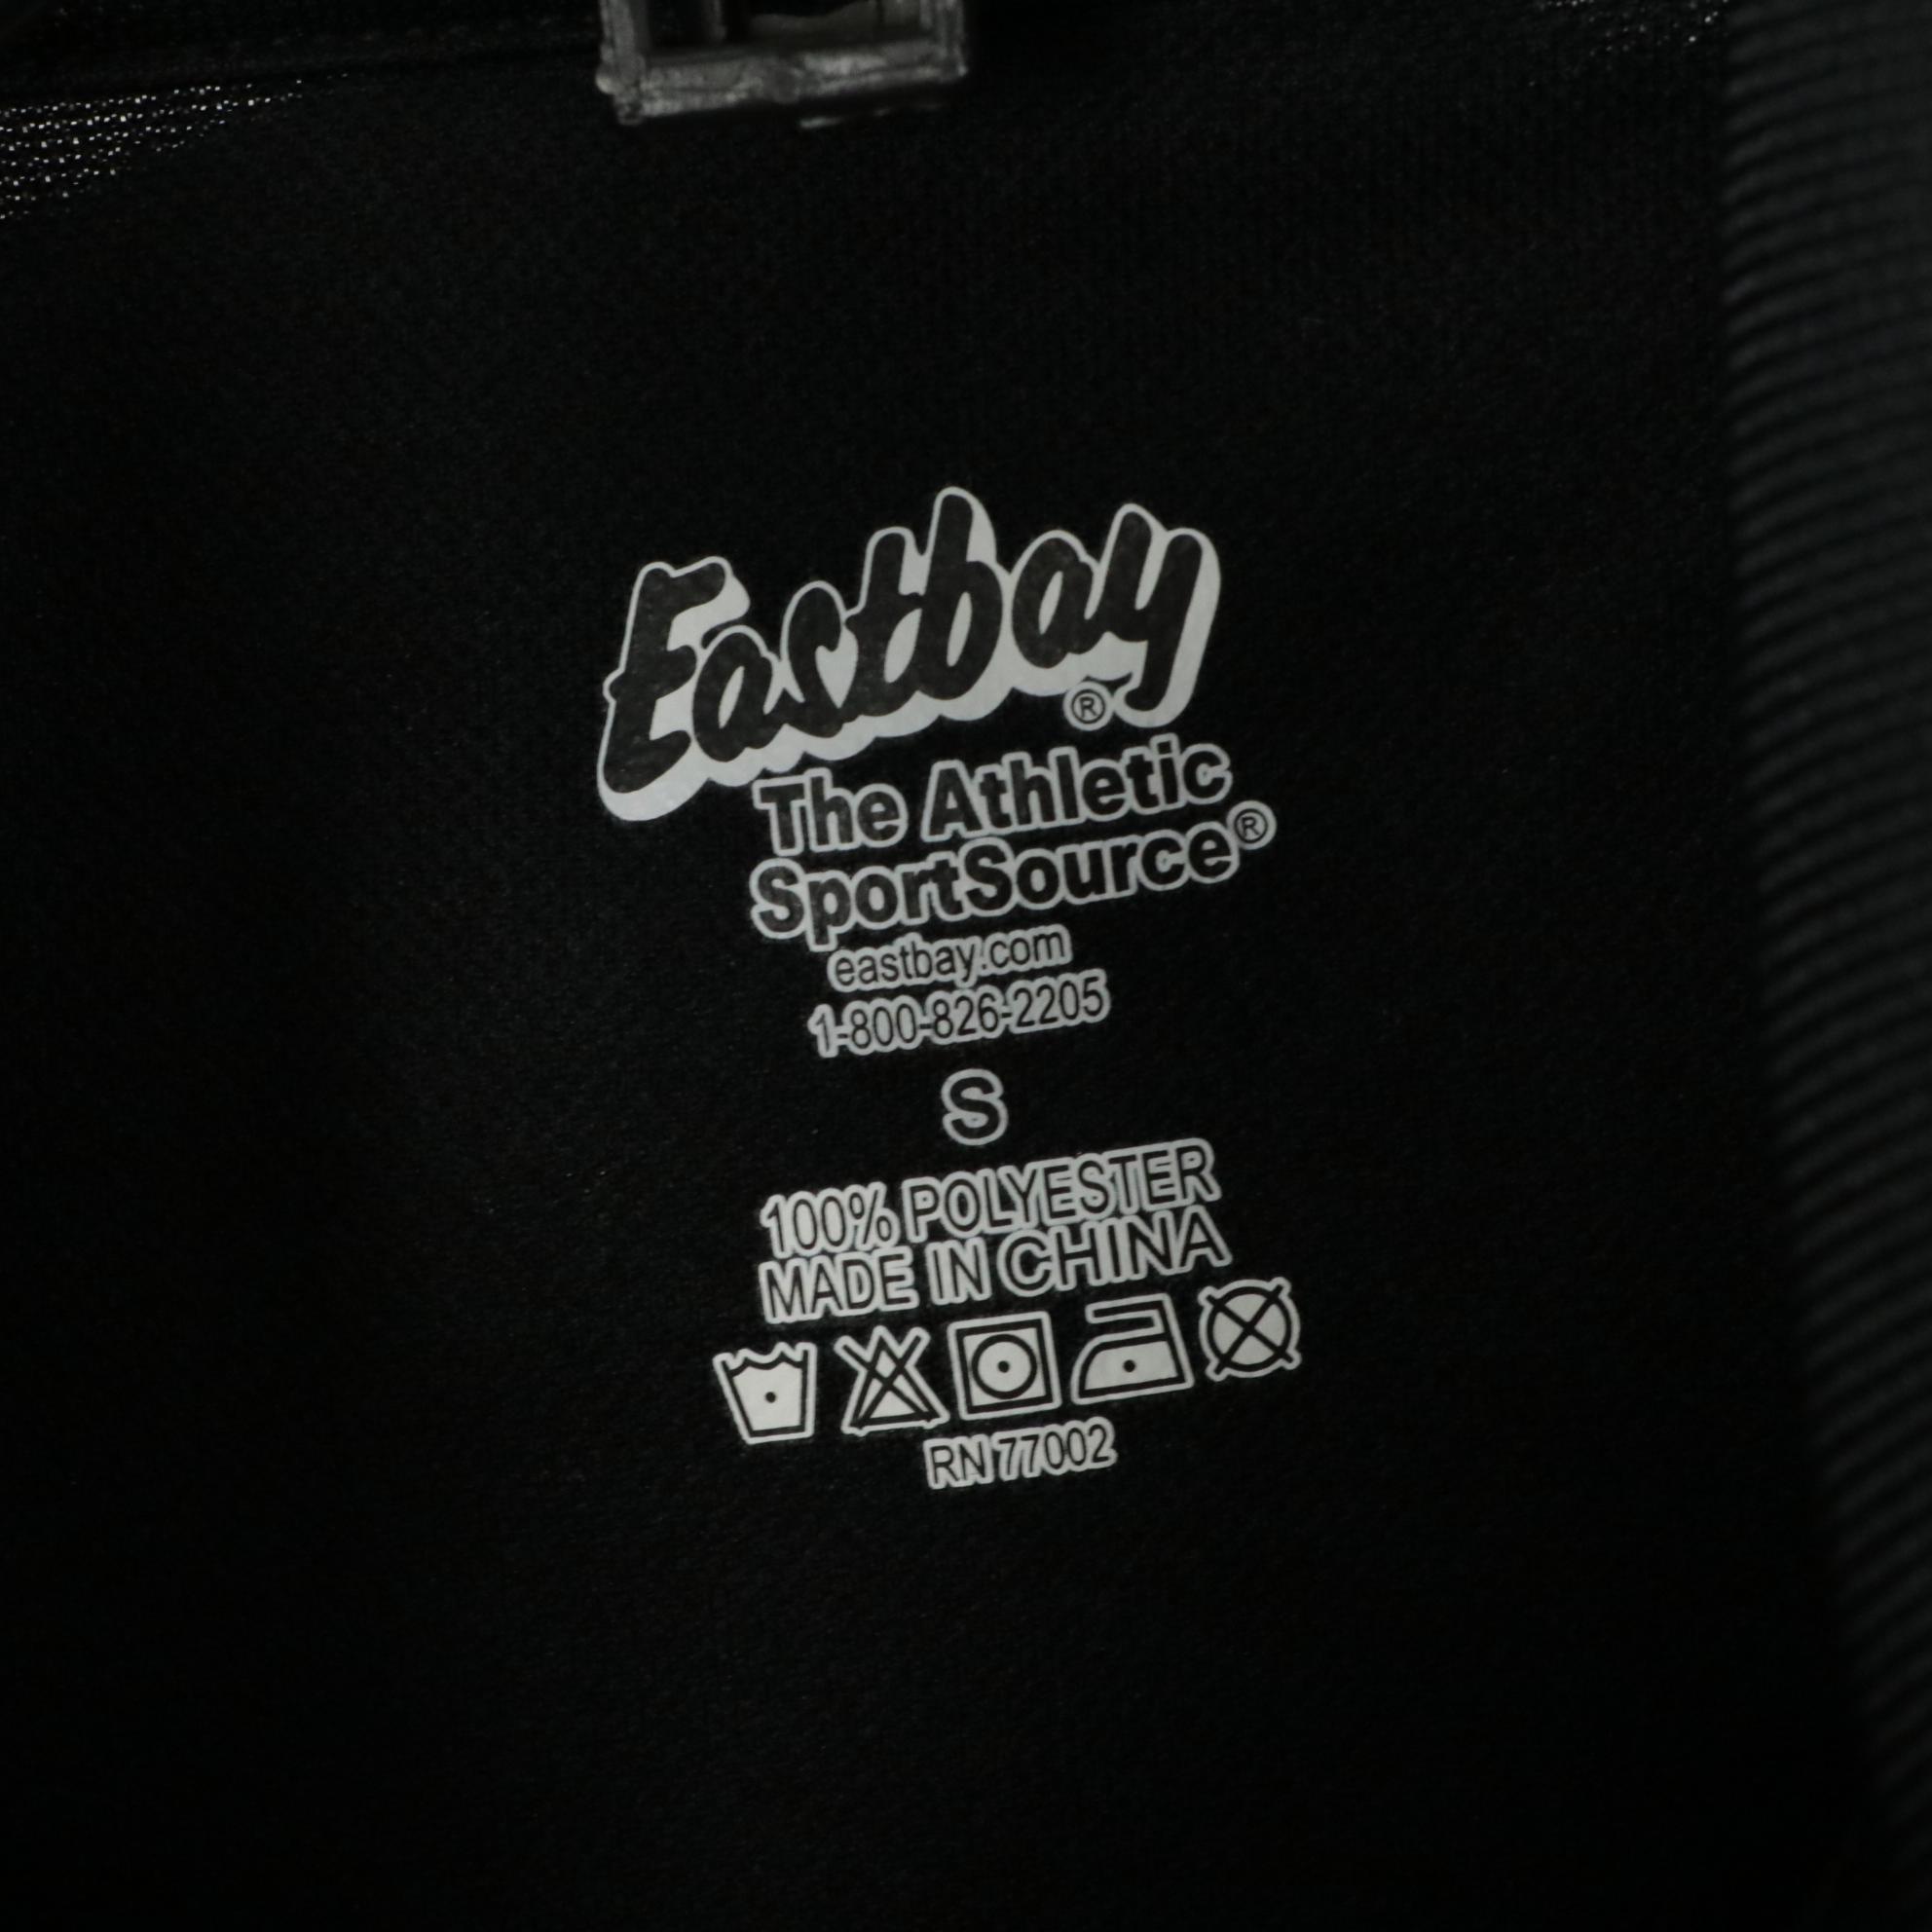 Eastbay®
The Athletic
SportSource®
eastbay.com
1-800-826-2205
S
100% POLYESTER
MADE IN CHINA
RN 77002